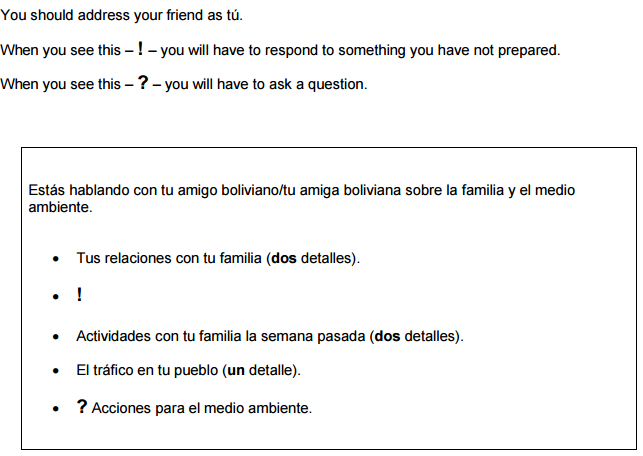 You should address your friend as tú.
When you see this – ! – you will have to respond to something you have not prepared.
When you see this – ? – you will have to ask a question.
Estás hablando con tu amigo boliviano/tu amiga boliviana sobre la familia y el medio
ambiente.
• Tus relaciones con tu familia (dos detalles).
• !
• Actividades con tu familia la semana pasada (dos detalles).
• El tráfico en tu pueblo (un detalle).
• ? Acciones para el medio ambiente.